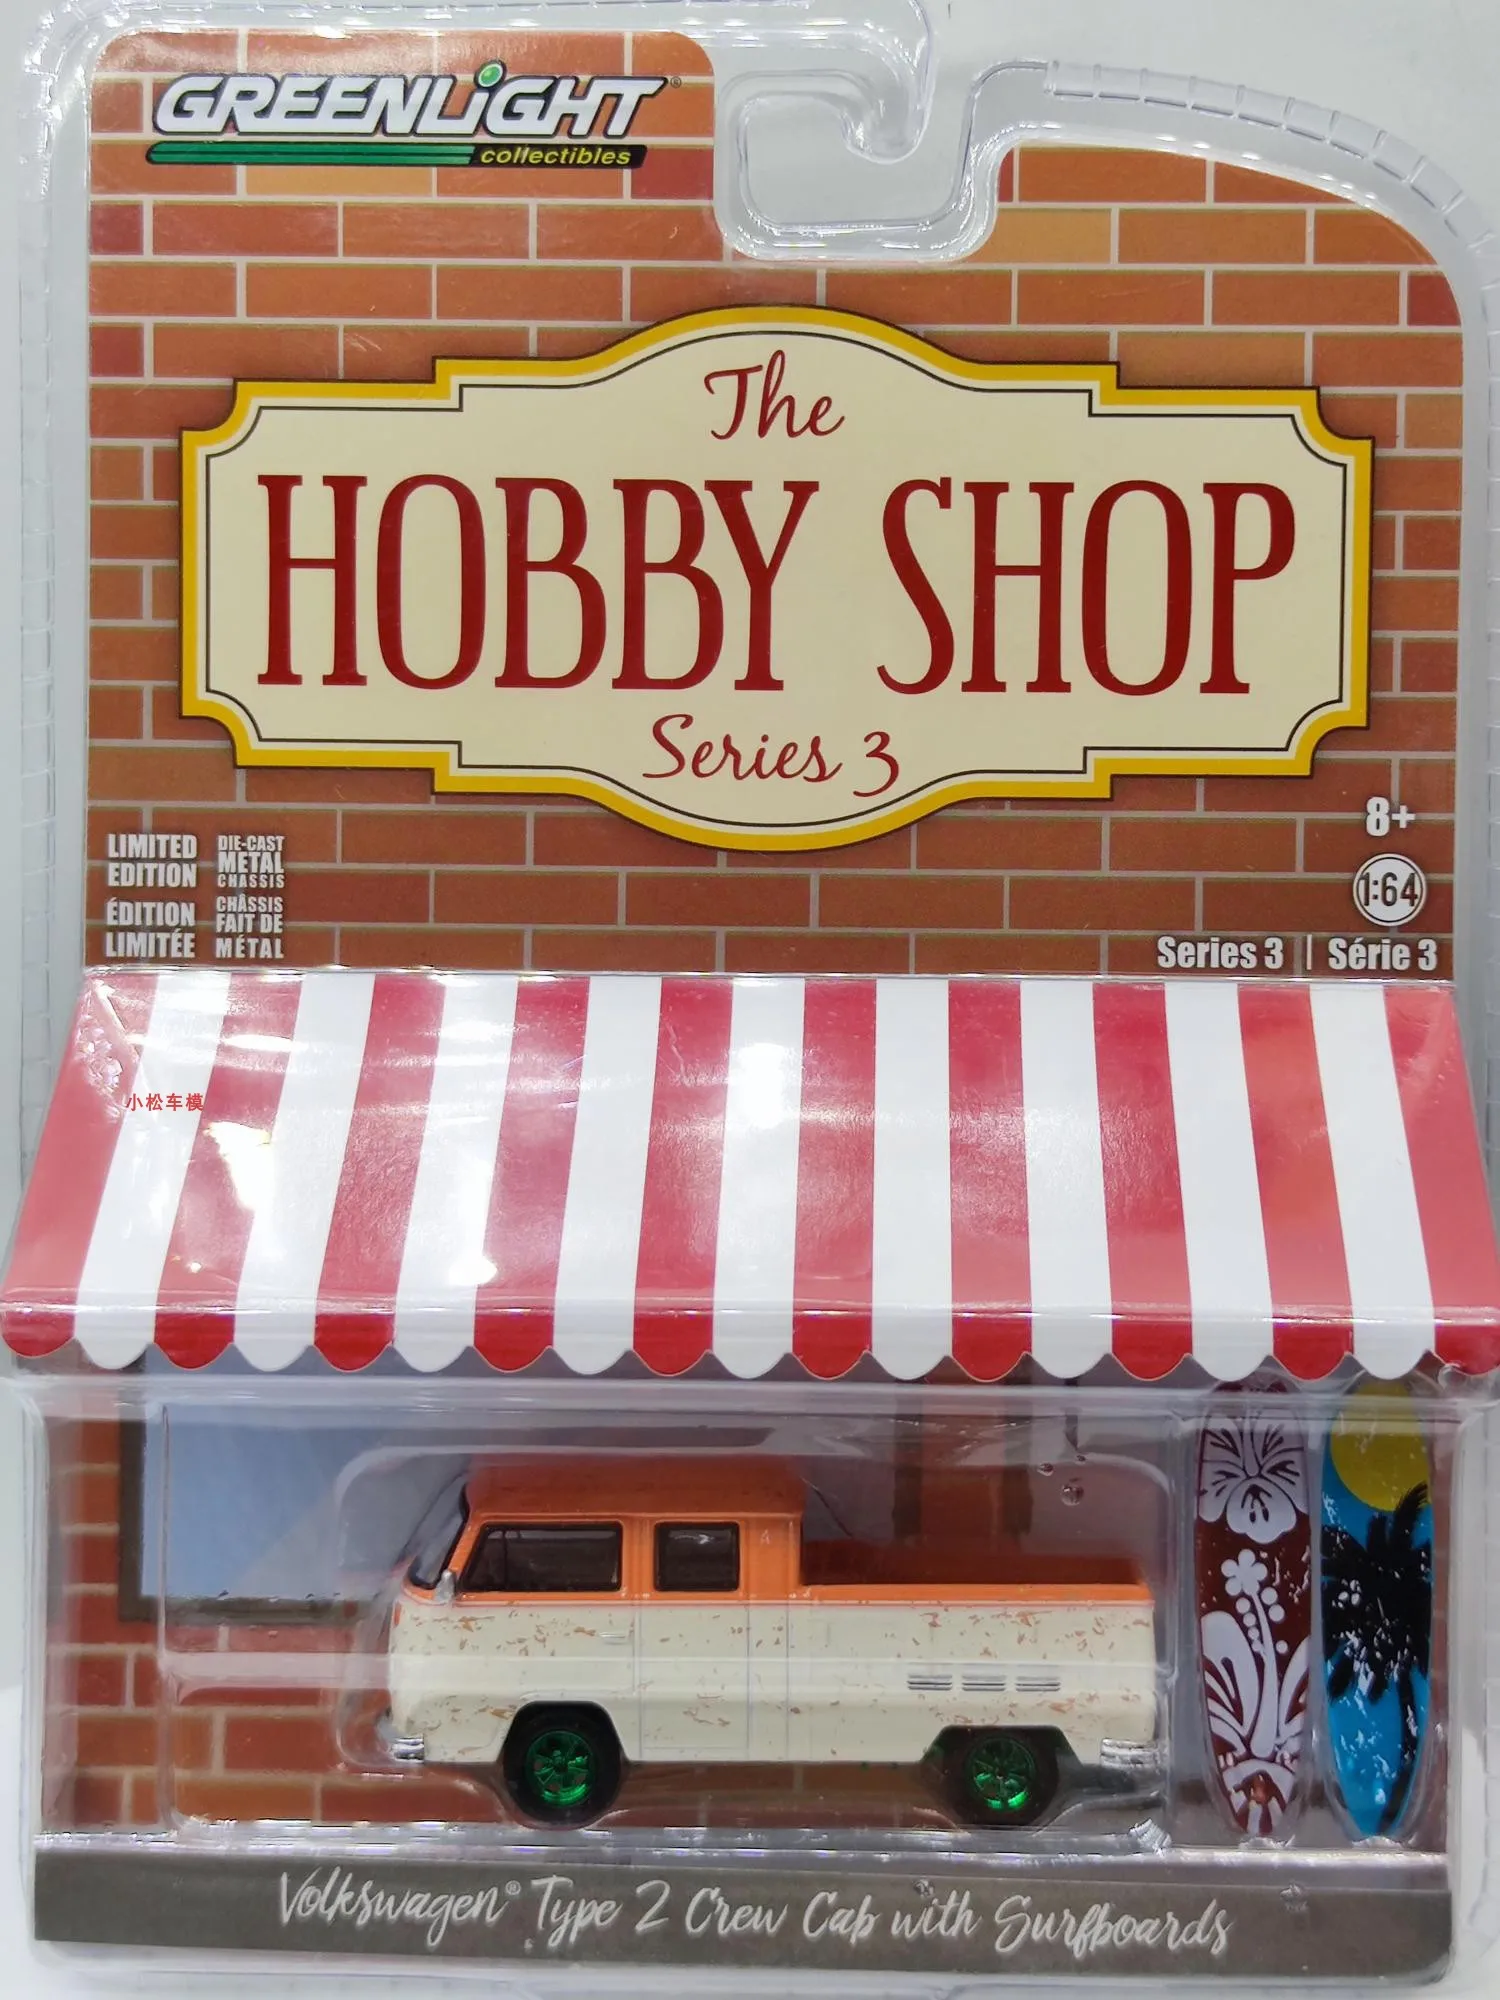 GREENLiGHT®
collectibles
The
HOBBY SHOP
Series 3
8+
1:64
LIMITED
EDITION
ÉDITION
LIMITÉE
DIE-CAST
METAL
CHASSIS
CHÂSSIS
FAIT DE
MÉTAL
Series 3 | Série 3
小松车模
Volkswagen® Type 2 Crew Cab with Surfboards